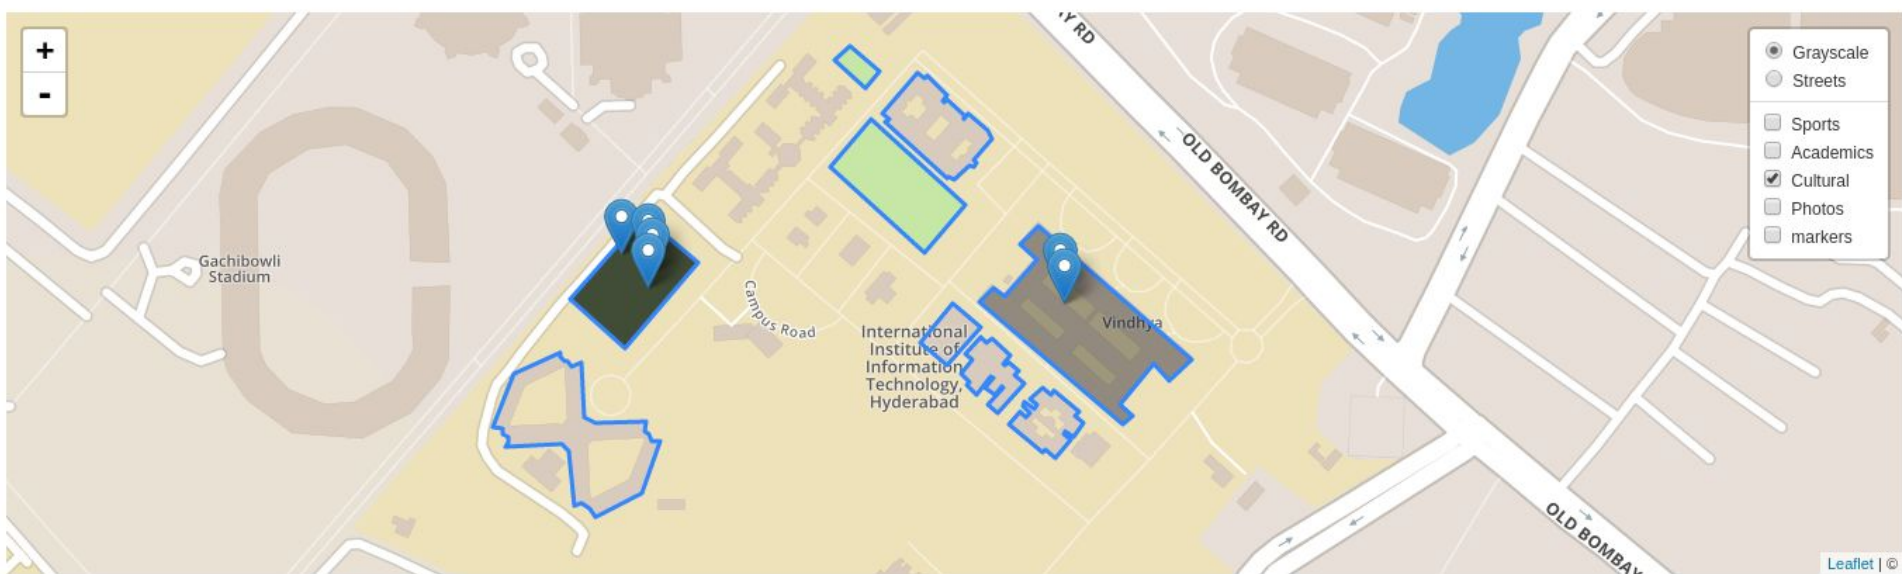 +
-
Gachibowli
Stadium
Campus Road
International
Institute of
Information
Technology,
Hyderabad
Vindhya
Y RD
OLD BOMBAY RD
OLD BOMBAY
Grayscale
Streets
Sports
Academics
Cultural
Photos
markers
Leaflet | ©